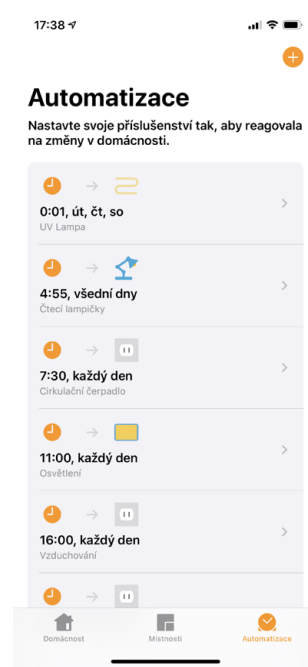 17:38
Automatizace
Nastavte svoje příslušenství tak, aby reagovala
na změny v domácnosti.
0:01, út, čt, so
UV Lampa
4:55, všední dny
Čtecí lampičky
7:30, každý den
Cirkulační čerpadlo
11:00, každý den
Osvětlení
16:00, každý den
Vzduchování
Domácnost
Místnosti
Automatizace